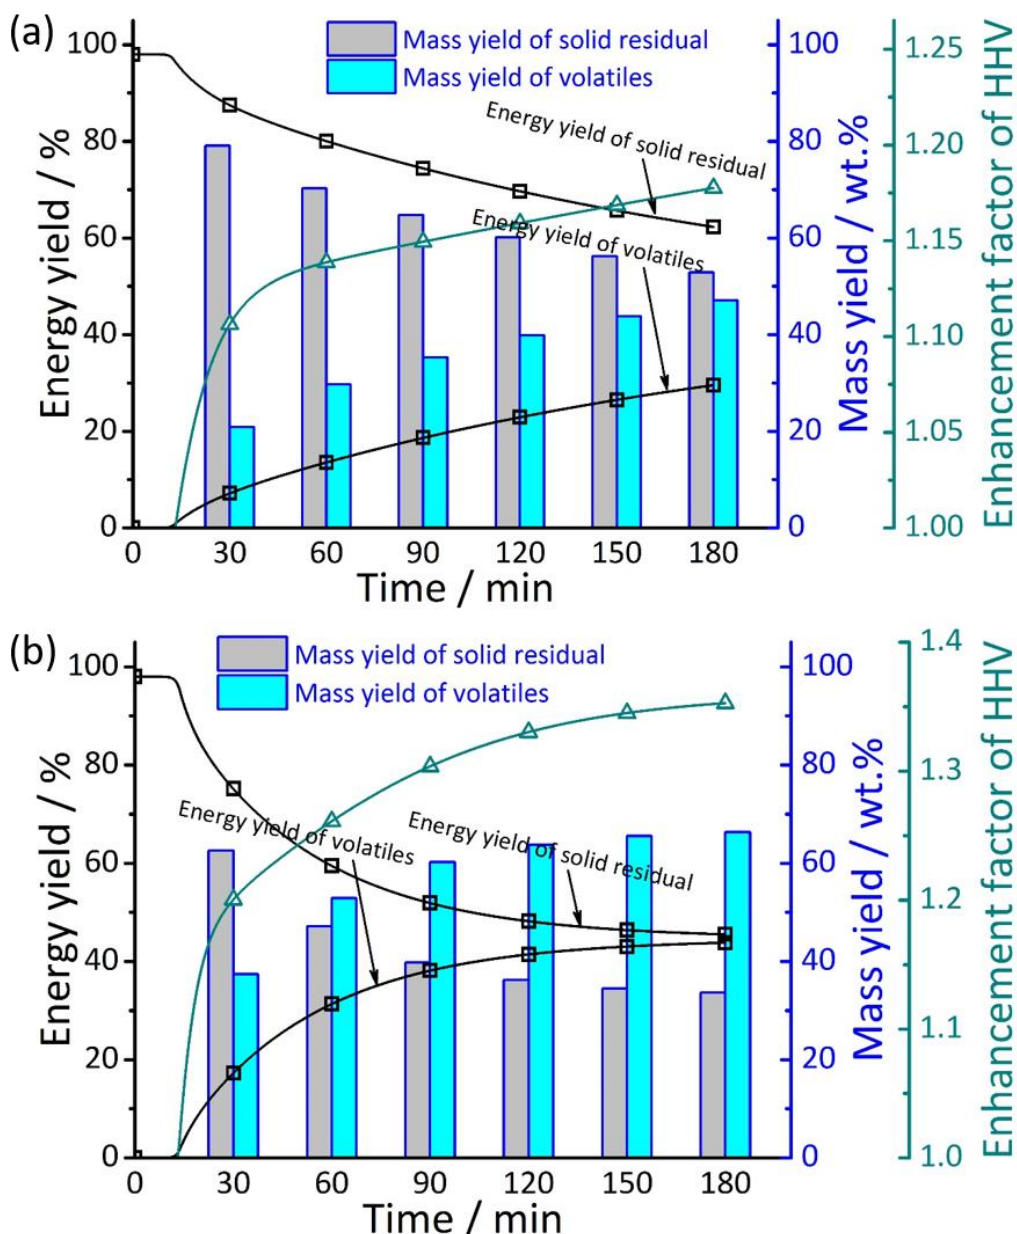 (a)
Mass yield of solid residual
Mass yield of volatiles
Energy yield of solid residual
Energy yield of volatiles
Energy yield / %
100
80
60
40
20
0
Mass yield / wt.%
100
80
60
40
20
0
Enhancement factor of HHV
1.25
1.20
1.15
1.10
1.05
1.00
0 30 60 90 120 150 180
Time / min
(b)
Mass yield of solid residual
Mass yield of volatiles
Energy yield of volatiles
Energy yield of solid residual
Energy yield / %
100
80
60
40
20
0
Mass yield / wt.%
100
80
60
40
20
0
Enhancement factor of HHV
1.4
1.3
1.2
1.1
1.0
0 30 60 90 120 150 180
Time / min